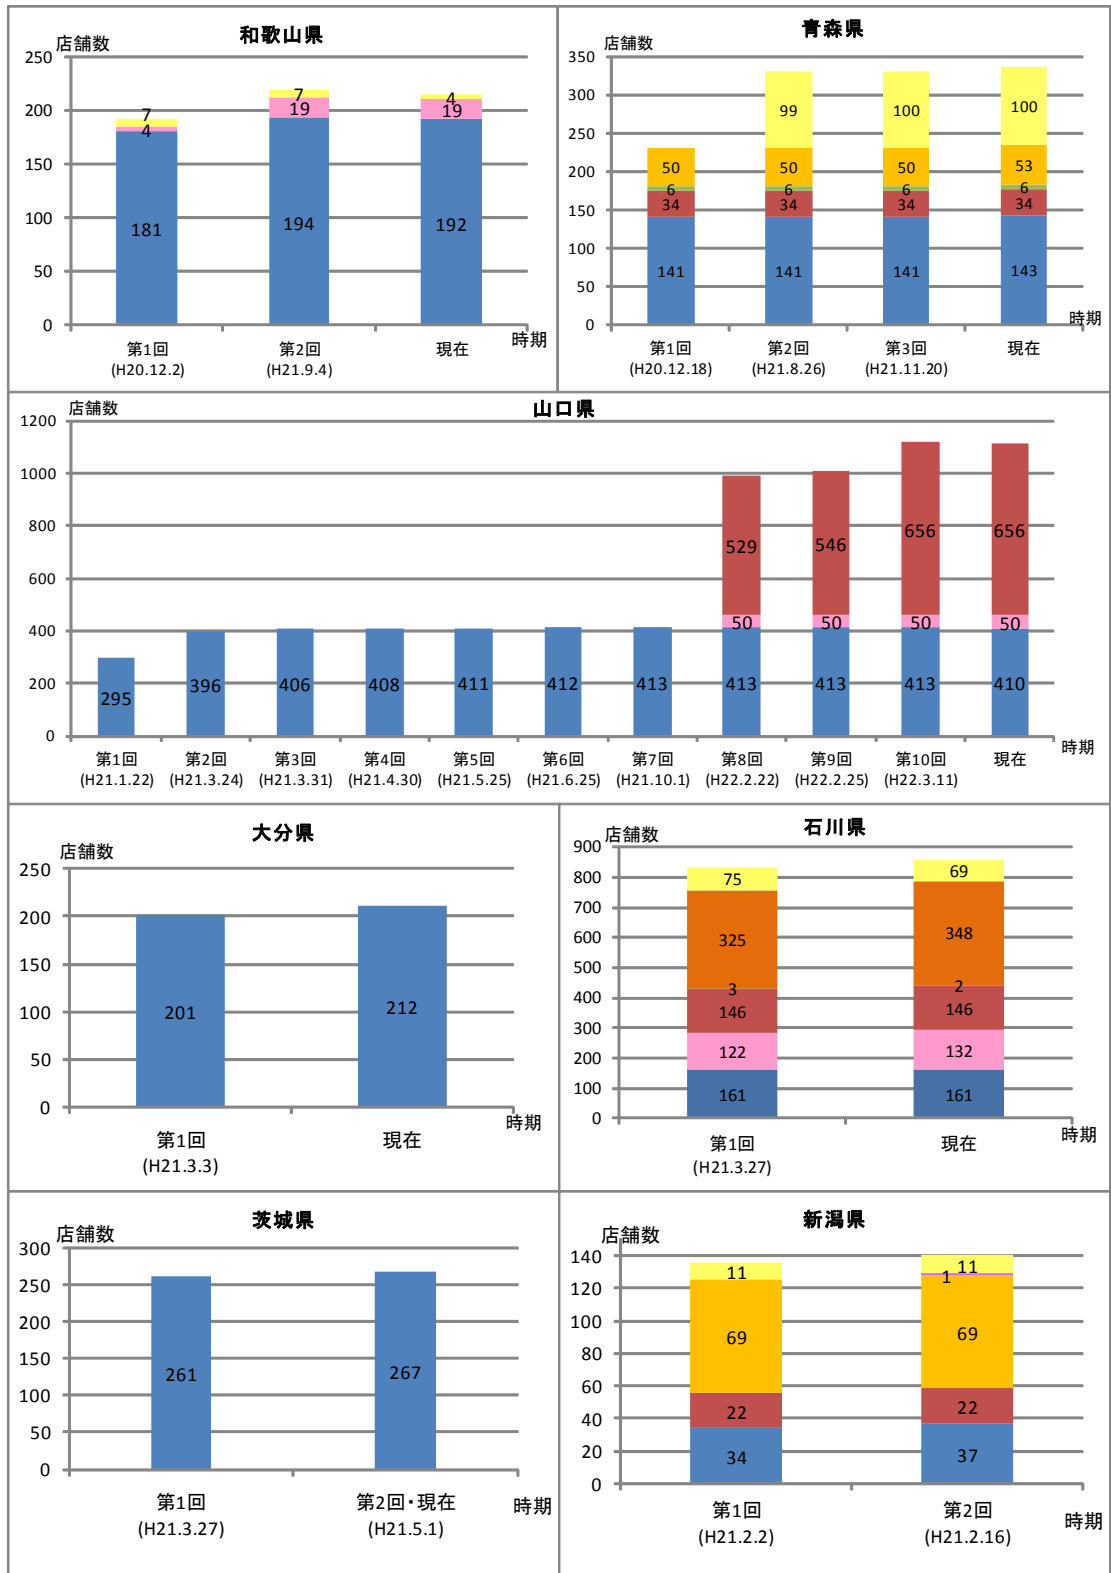 和歌山県
店舗数
250
200
150
100
50
0
7
4
181
7
19
194
4
19
192
第1回
(H20.12.2)
第2回
(H21.9.4)
現在
時期
青森県
店舗数
350
300
250
200
150
100
50
0
50
6
34
141
99
50
6
34
141
100
50
6
34
141
100
53
6
34
143
第1回
(H20.12.18)
第2回
(H21.8.26)
第3回
(H21.11.20)
現在
時期
山口県
店舗数
1200
1000
800
600
400
200
0
295
396
406
408
411
412
413
529
50
413
546
50
413
656
50
413
656
50
410
第1回
(H21.1.22)
第2回
(H21.3.24)
第3回
(H21.3.31)
第4回
(H21.4.30)
第5回
(H21.5.25)
第6回
(H21.6.25)
第7回
(H21.10.1)
第8回
(H22.2.22)
第9回
(H22.2.25)
第10回
(H22.3.11)
現在
時期
大分県
店舗数
250
200
150
100
50
0
201
212
第1回
(H21.3.3)
現在
時期
石川県
店舗数
900
800
700
600
500
400
300
200
100
0
75
325
3
146
122
161
69
348
2
146
132
161
第1回
(H21.3.27)
現在
時期
茨城県
店舗数
300
250
200
150
100
50
0
261
267
第1回
(H21.3.27)
第2回・現在
(H21.5.1)
時期
新潟県
店舗数
140
120
100
80
60
40
20
0
11
69
22
34
11
1
69
22
37
第1回
(H21.2.2)
第2回
(H21.2.16)
時期